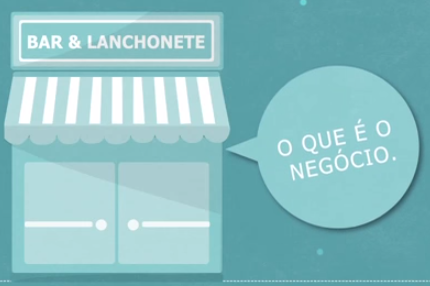 BAR & LANCHONETE
O QUE É O
NEGÓCIO.